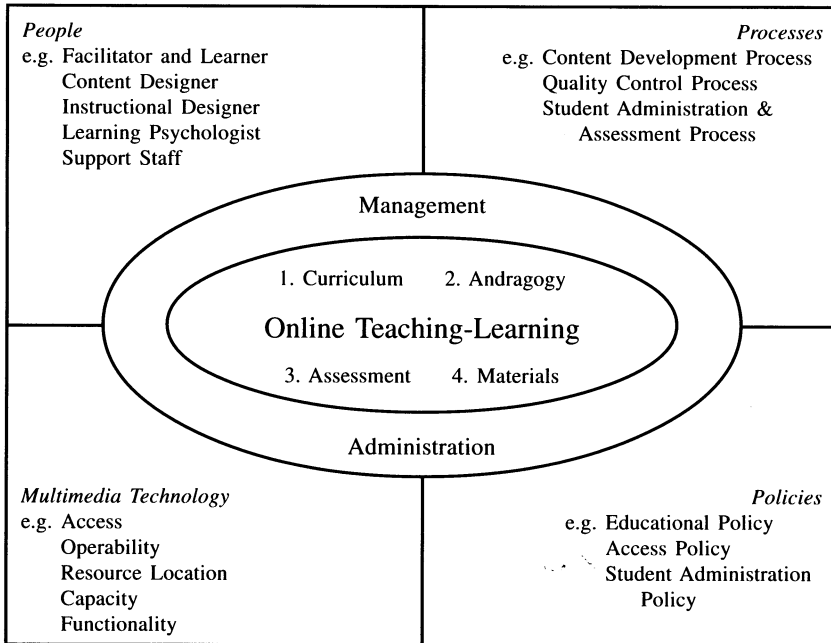 People
e.g. Facilitator and Learner
Content Designer
Instructional Designer
Learning Psychologist
Support Staff
Processes
e.g. Content Development Process
Quality Control Process
Student Administration &
Assessment Process
Management
1. Curriculum 2. Andragogy
Online Teaching-Learning
3. Assessment 4. Materials
Administration
Multimedia Technology
e.g. Access
Operability
Resource Location
Capacity
Functionality
Policies
e.g. Educational Policy
Access Policy
Student Administration
Policy